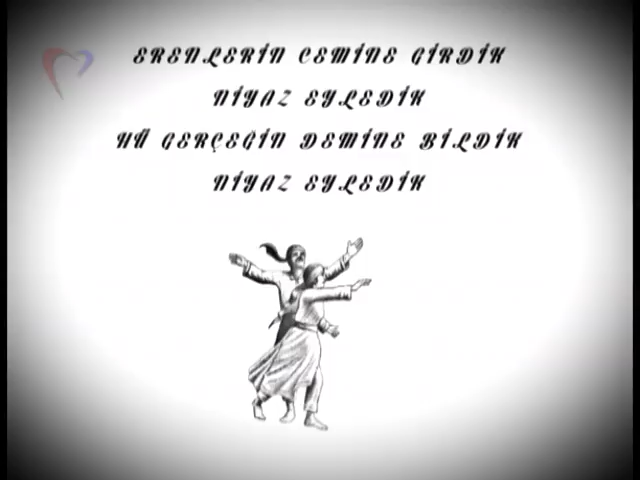 ERENLERİN CEMİNE GİRDİK
NİYAZ EYLEDİK
HÜ GERÇEĞİN DEMİNE BİLDİK
NİYAZ EYLEDİK